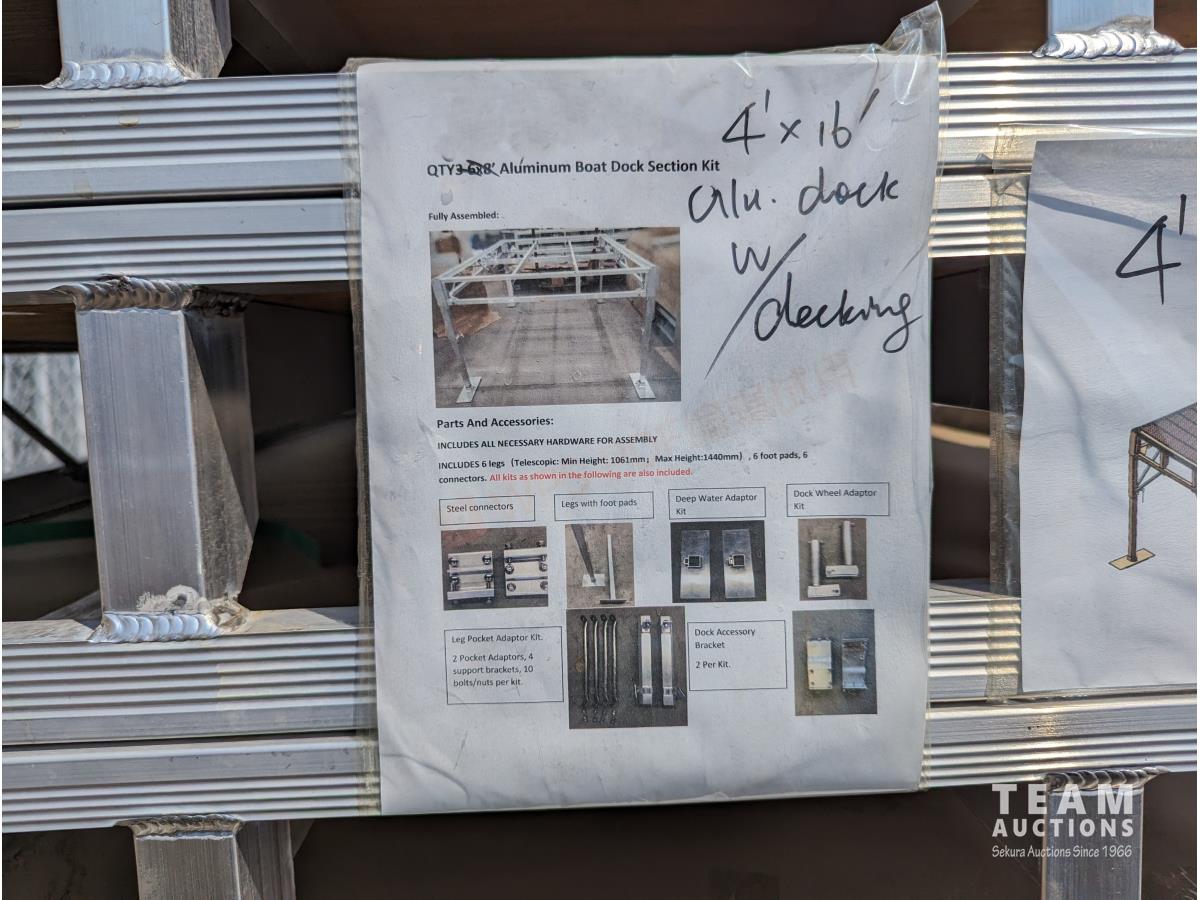 4' x 16'
alu. dock
w/
decking
QTY3 6x8' Aluminum Boat Dock Section Kit
Fully Assembled:
Parts And Accessories:
INCLUDES ALL NECESSARY HARDWARE FOR ASSEMBLY
INCLUDES 6 legs (Telescopic: Min Height: 1061mm; Max Height:1440mm) , 6 foot pads, 6
connectors. All kits as shown in the following are also included.
Steel connectors
Legs with foot pads
Deep Water Adaptor
Kit
Dock Wheel Adaptor
Kit
Leg Pocket Adaptor Kit.
2 Pocket Adaptors, 4
support brackets, 10
bolts/nuts per kit.
Dock Accessory
Bracket
2 Per Kit.
4'
TEAM
AUCTIONS
Sekura Auctions Since 1966